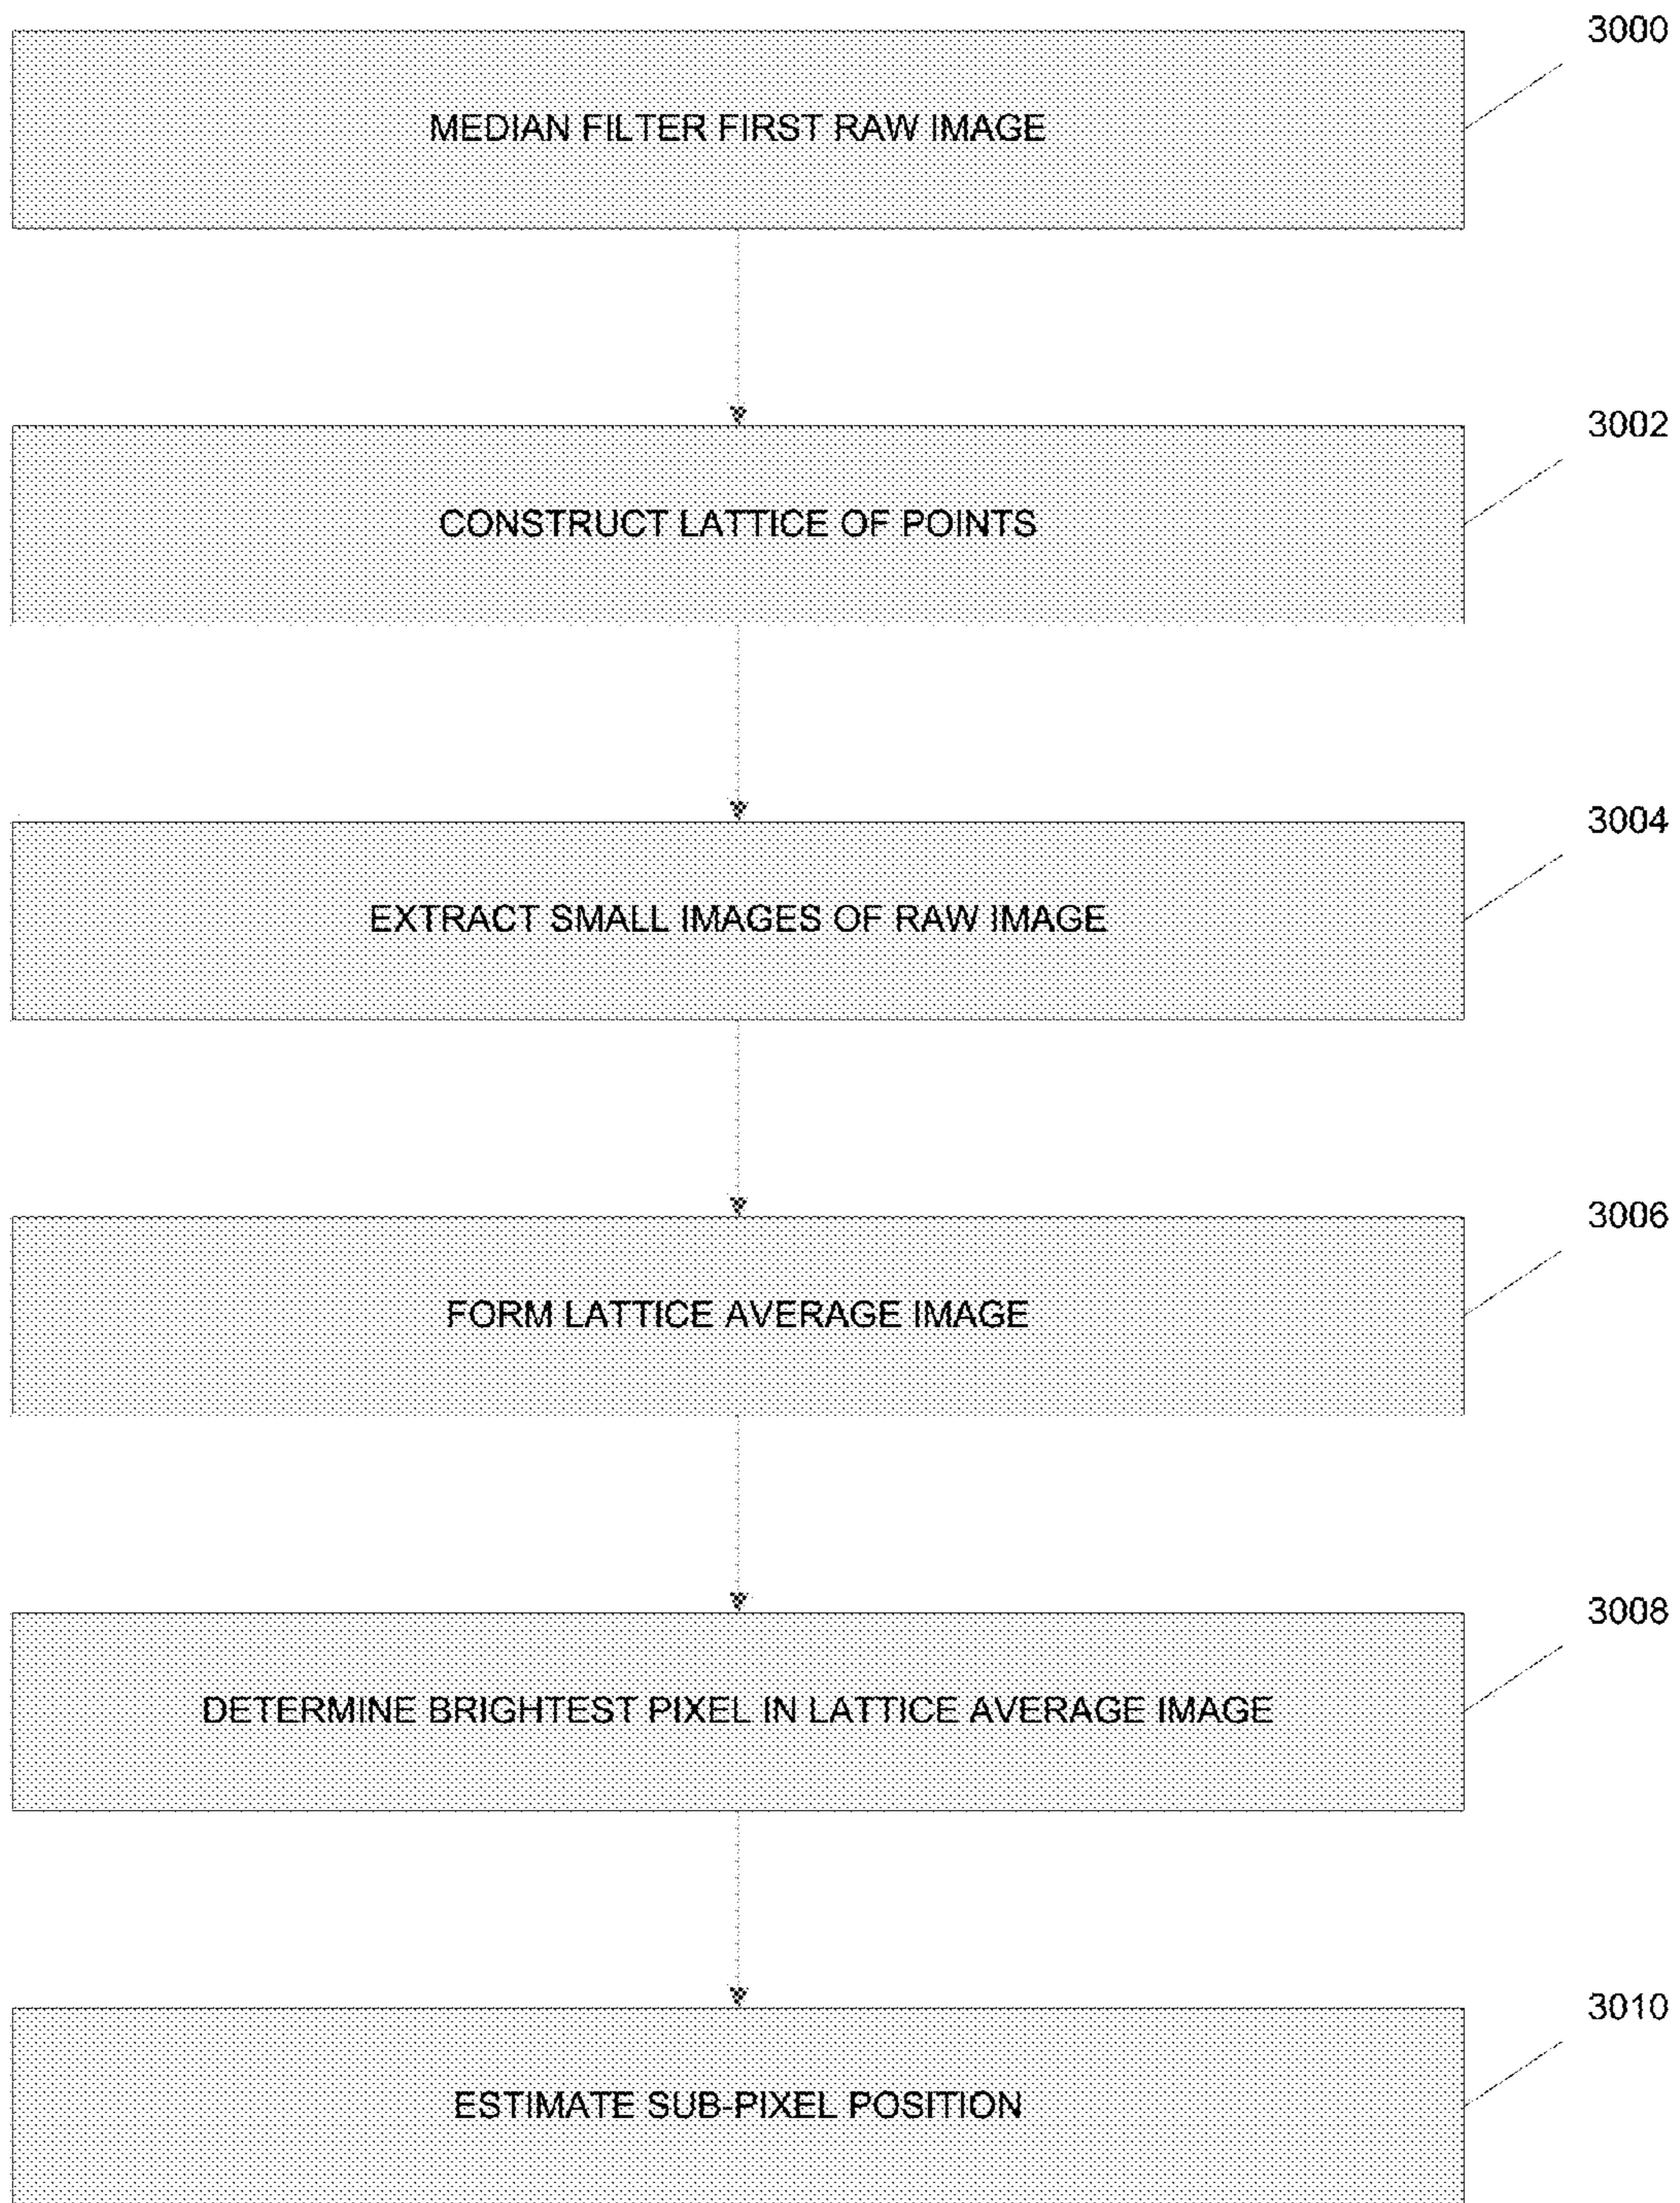 3000
MEDIAN FILTER FIRST RAW IMAGE
3002
CONSTRUCT LATTICE OF POINTS
3004
EXTRACT SMALL IMAGES OF RAW IMAGE
3006
FORM LATTICE AVERAGE IMAGE
3008
DETERMINE BRIGHTEST PIXEL IN LATTICE AVERAGE IMAGE
3010
ESTIMATE SUB-PIXEL POSITION